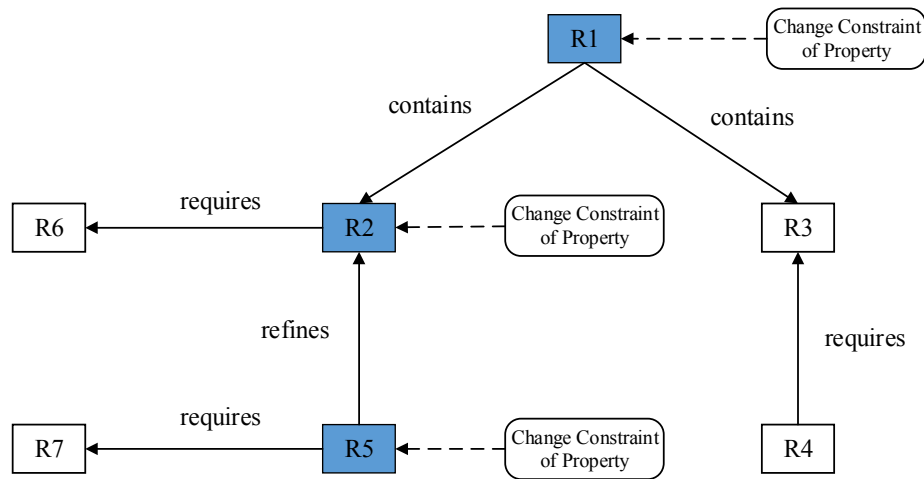 R1
Change Constraint
of Property
contains
contains
requires
R6
R2
Change Constraint
of Property
R3
refines
requires
requires
R7
R5
Change Constraint
of Property
R4